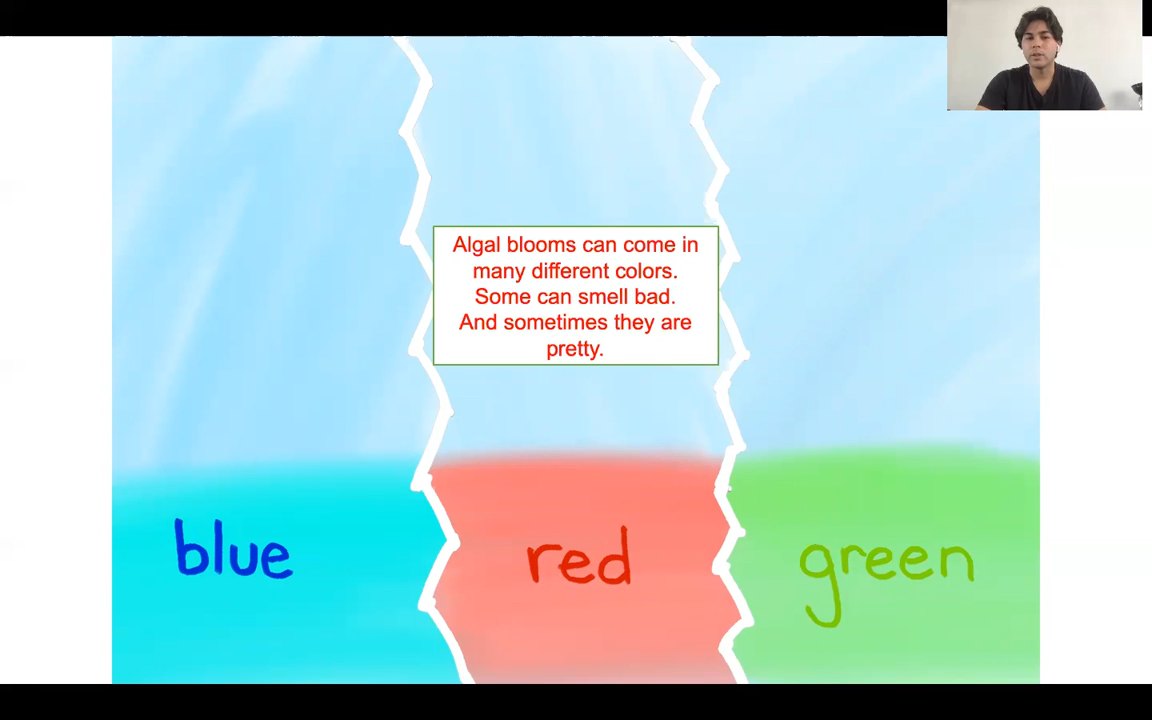 Algal blooms can come in
many different colors.
Some can smell bad.
And sometimes they are
pretty.
blue
red
green